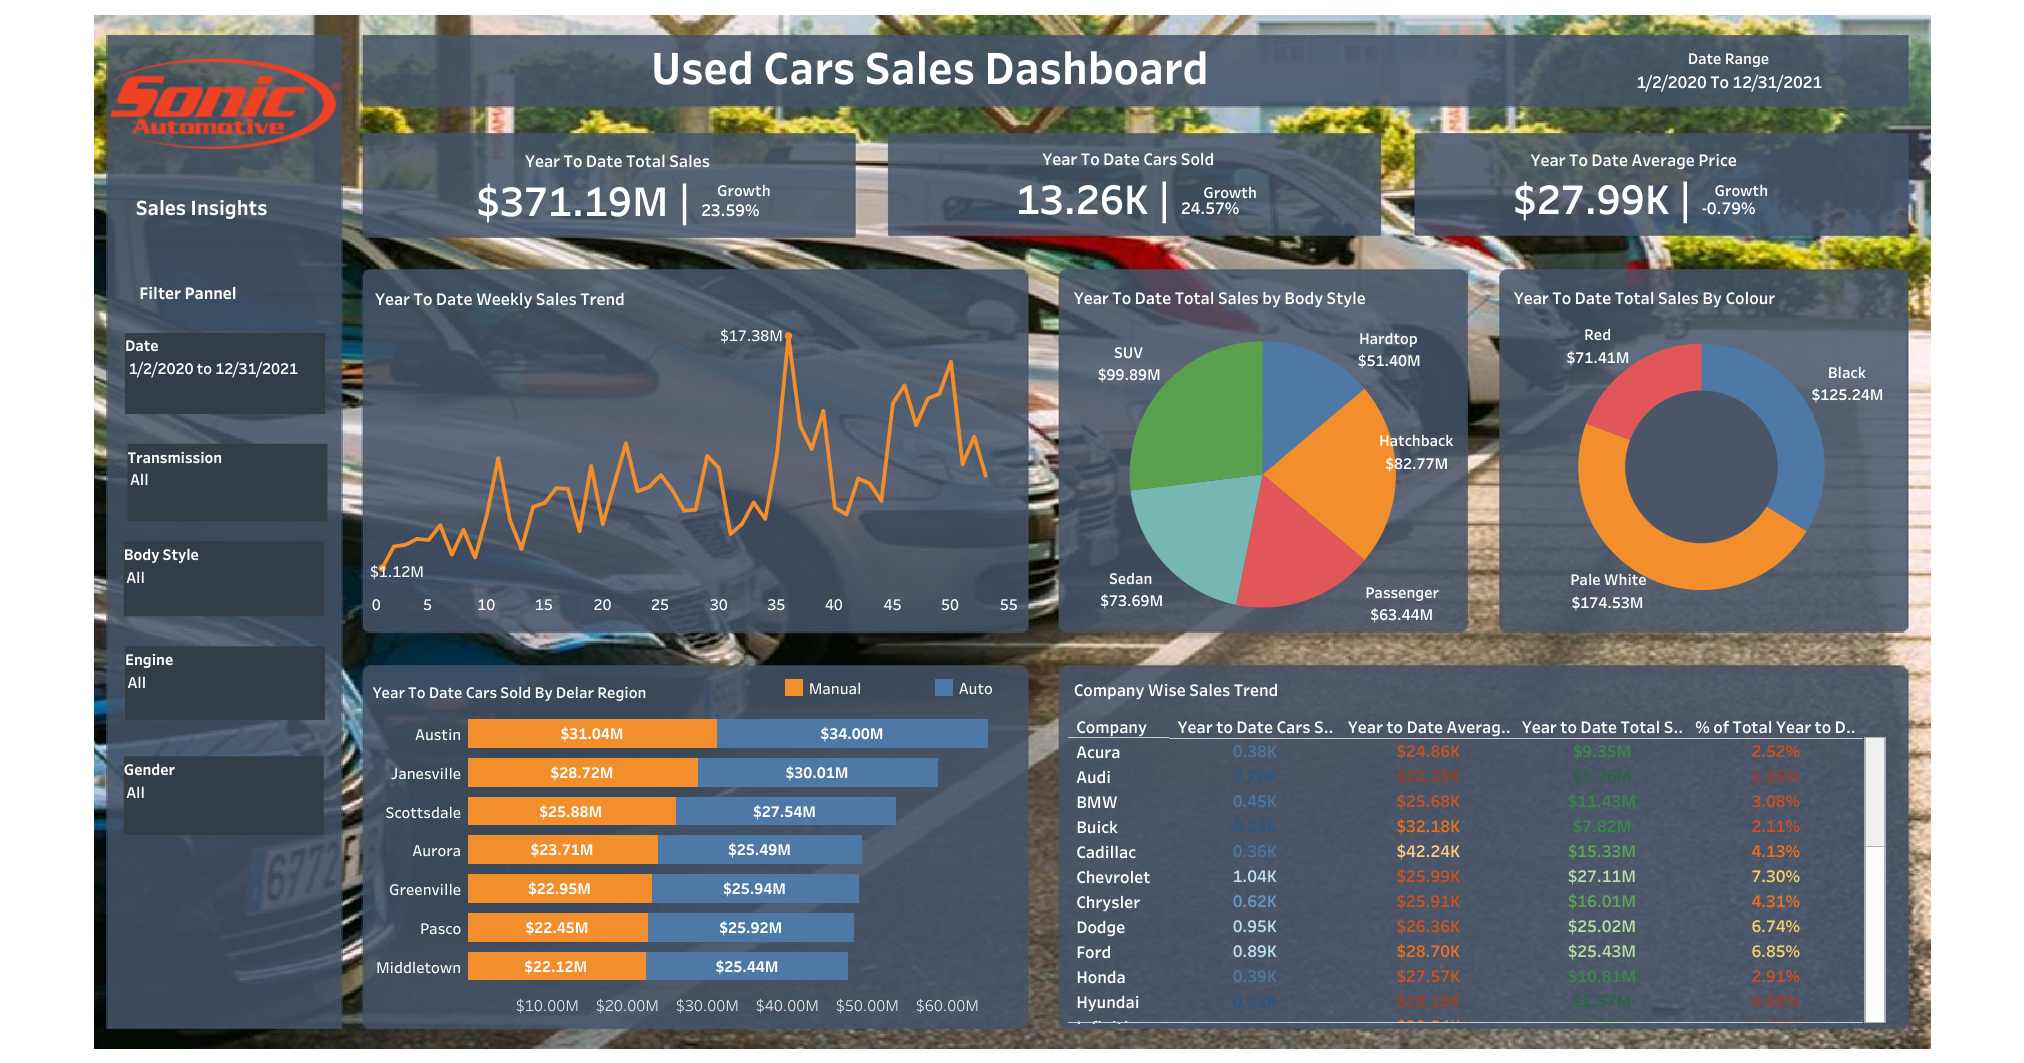 Sonic
Automotive
Used Cars Sales Dashboard
Date Range
1/2/2020 To 12/31/2021
Sales Insights
Filter Pannel
Date
1/2/2020 to 12/31/2021
Transmission
All
Body Style
All
Engine
All
Gender
All
Year To Date Total Sales
$371.19M | Growth
23.59%
Year To Date Cars Sold
13.26K | Growth
24.57%
Year To Date Average Price
$27.99K | Growth
-0.79%
Year To Date Weekly Sales Trend
$17.38M
$1.12M
0 5 10 15 20 25 30 35 40 45 50 55
Year To Date Total Sales by Body Style
Hardtop
$51.40M
SUV
$99.89M
Hatchback
$82.77M
Sedan
$73.69M
Passenger
$63.44M
Year To Date Total Sales By Colour
Red
$71.41M
Black
$125.24M
Pale White
$174.53M
Year To Date Cars Sold By Delar Region
Manual Auto
Austin $31.04M $34.00M
Janesville $28.72M $30.01M
Scottsdale $25.88M $27.54M
Aurora $23.71M $25.49M
Greenville $22.95M $25.94M
Pasco $22.45M $25.92M
Middletown $22.12M $25.44M
$10.00M $20.00M $30.00M $40.00M $50.00M $60.00M
Company Wise Sales Trend
Company Year to Date Cars S.. Year to Date Averag.. Year to Date Total S.. % of Total Year to D..
Acura 0.38K $24.86K $9.35M 2.52%
Audi $22.25K 1.55%
BMW 0.45K $25.68K $11.43M 3.08%
Buick $32.18K $7.82M 2.11%
Cadillac 0.36K $42.24K $15.33M 4.13%
Chevrolet 1.04K $25.99K $27.11M 7.30%
Chrysler 0.62K $25.91K $16.01M 4.31%
Dodge 0.95K $26.36K $25.02M 6.74%
Ford 0.89K $28.70K $25.43M 6.85%
Honda 0.39K $27.57K $10.81M 2.91%
Hyundai $19.15K 0.69%